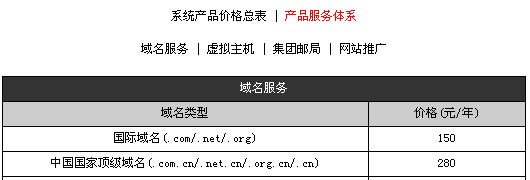 系统产品价格总表 | 产品服务体系
域名服务 | 虚拟主机 | 集团邮局 | 网站推广
域名服务
域名类型 价格(元/年)
国际域名(.com/.net/.org) 150
中国国家顶级域名(.com.cn/.net.cn/.org.cn/.cn) 280